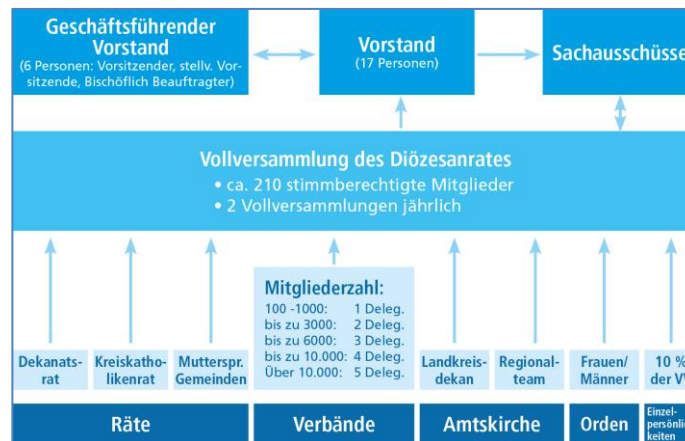 Geschäftsführender
Vorstand
(6 Personen: Vorsitzender, stellv. Vor-
sitzende, Bischöflich Beauftragter)
Vorstand
(17 Personen)
Sachausschüsse
Vollversammlung des Diözesanrates
• ca. 210 stimmberechtigte Mitglieder
• 2 Vollversammlungen jährlich
Mitgliederzahl:
100 -1000: 1 Deleg.
bis zu 3000: 2 Deleg.
bis zu 6000: 3 Deleg.
bis zu 10.000: 4 Deleg.
Über 10.000: 5 Deleg.
Dekanats-
rat
Kreiskatho-
likenrat
Mutterspr.
Gemeinden
Landkreis-
dekan
Regional-
team
Frauen/
Männer
10 %
der VV
Räte
Verbände
Amtskirche
Orden
Einzel-
persönlich-
keiten